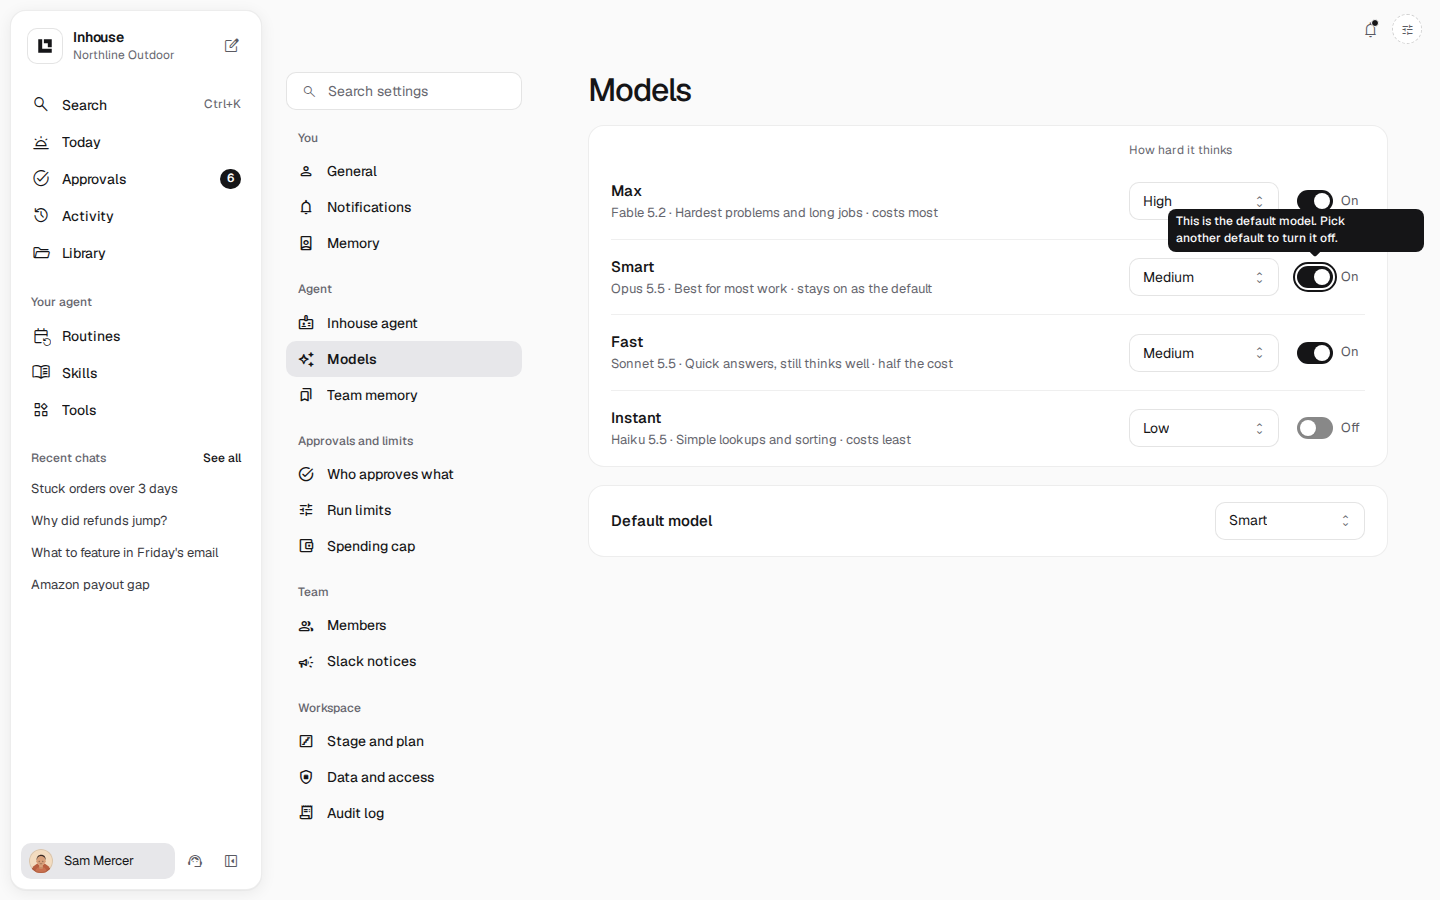 Inhouse
Northline Outdoor
Search Ctrl+K
Today
Approvals 6
Activity
Library
Your agent
Routines
Skills
Tools
Recent chats See all
Stuck orders over 3 days
Why did refunds jump?
What to feature in Friday's email
Amazon payout gap
Sam Mercer
Search settings
You
General
Notifications
Memory
Agent
Inhouse agent
Models
Team memory
Approvals and limits
Who approves what
Run limits
Spending cap
Team
Members
Slack notices
Workspace
Stage and plan
Data and access
Audit log
Models
How hard it thinks
Max
Fable 5.2 · Hardest problems and long jobs · costs most
High On
This is the default model. Pick
another default to turn it off.
Smart
Opus 5.5 · Best for most work · stays on as the default
Medium On
Fast
Sonnet 5.5 · Quick answers, still thinks well · half the cost
Medium On
Instant
Haiku 5.5 · Simple lookups and sorting · costs least
Low Off
Default model Smart